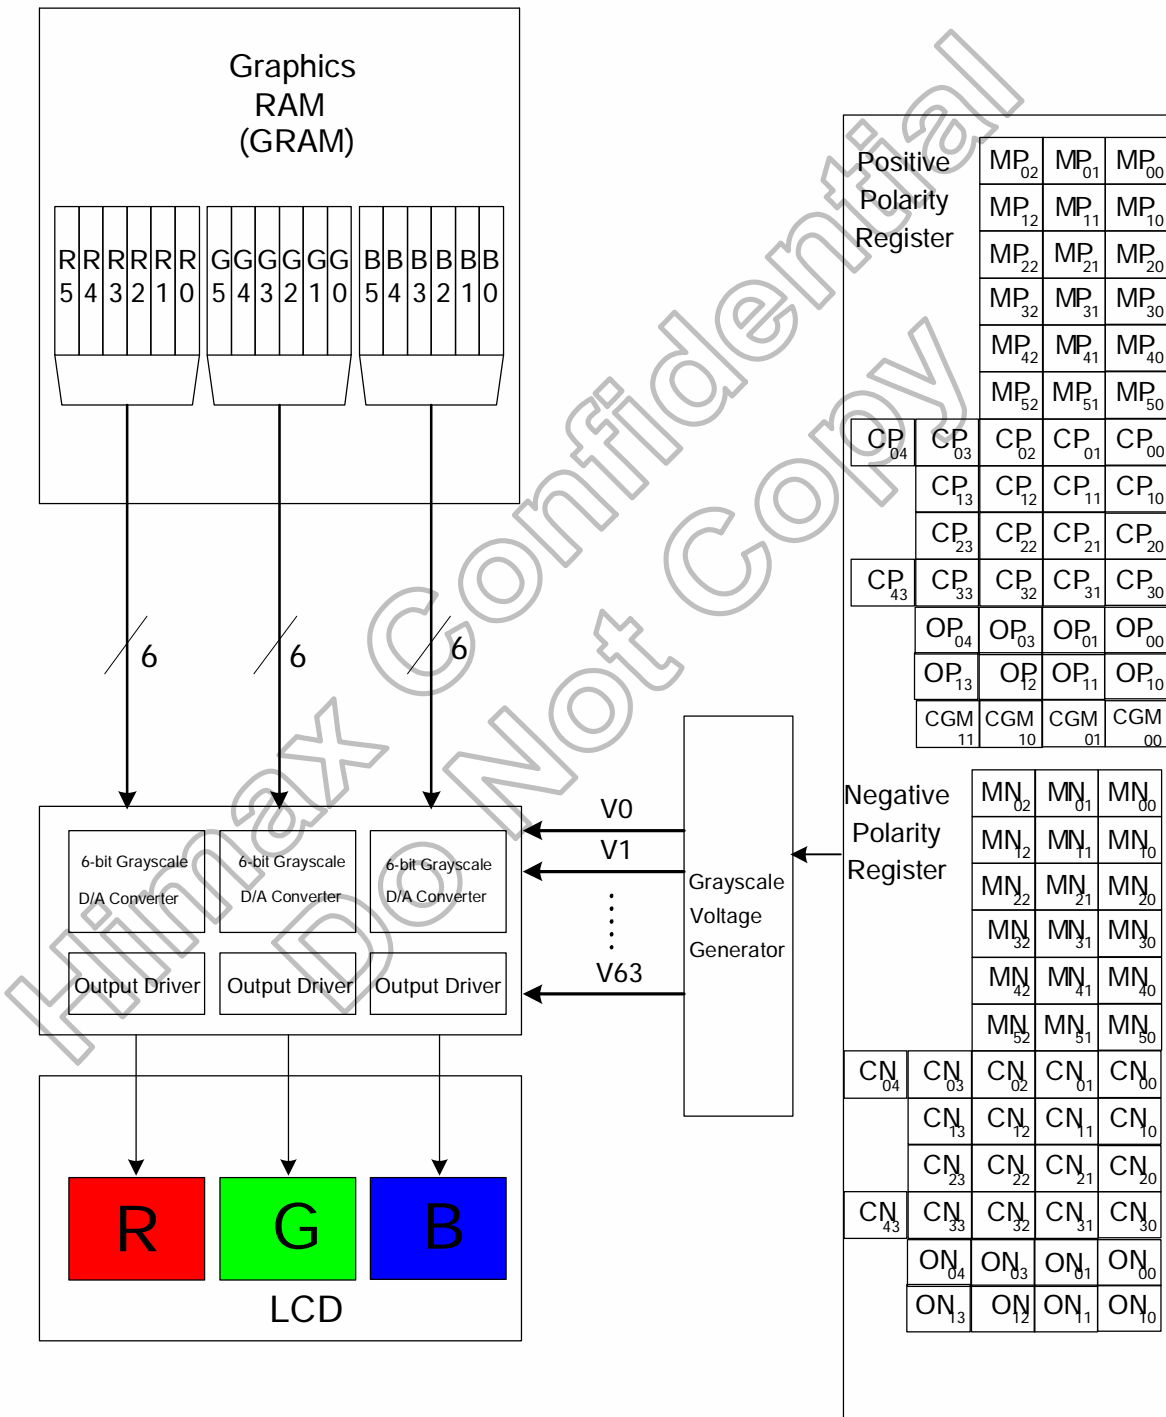 Graphics
RAM
(GRAM)
R R R R R R G G G G G G B B B B B B
5 4 3 2 1 0 5 4 3 2 1 0 5 4 3 2 1 0
6 6 6
6-bit Grayscale
D/A Converter
6-bit Grayscale
D/A Converter
6-bit Grayscale
D/A Converter
Output Driver Output Driver Output Driver
R G B
LCD
V0
V1
V63
Grayscale
Voltage
Generator
Positive
Polarity
Register
MP02 MP01 MP00
MP12 MP11 MP10
MP22 MP21 MP20
MP32 MP31 MP30
MP42 MP41 MP40
MP52 MP51 MP50
CP04 CP03 CP02 CP01 CP00
CP13 CP12 CP11 CP10
CP23 CP22 CP21 CP20
CP43 CP33 CP32 CP31 CP30
OP04 OP03 OP01 OP00
OP13 OP12 OP11 OP10
CGM11 CGM10 CGM01 CGM00
Negative
Polarity
Register
MN02 MN01 MN00
MN12 MN11 MN10
MN22 MN21 MN20
MN32 MN31 MN30
MN42 MN41 MN40
MN52 MN51 MN50
CN04 CN03 CN02 CN01 CN00
CN13 CN12 CN11 CN10
CN23 CN22 CN21 CN20
CN43 CN33 CN32 CN31 CN30
ON04 ON03 ON01 ON00
ON13 ON12 ON11 ON10
Himax Confidential
Do Not Copy